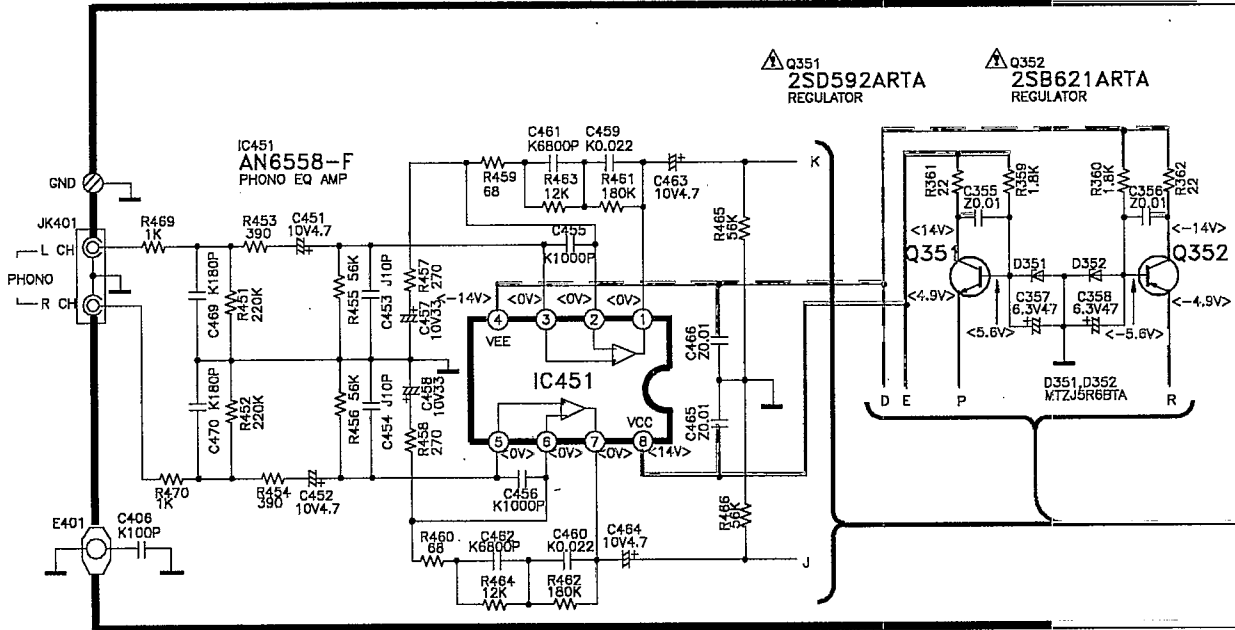 Q351
2SD592ARTA
REGULATOR
Q352
2SB621ARTA
REGULATOR
IC451
AN6558-F
PHONO EQ AMP
GND
JK401
L CH
PHONO
R CH
R469
1K
R453
390
C451
10V4.7
+
C469 K180P
R451
220K
R455 56K
C453 J10P
R457
270
C457
10V33
+
R459
68
C461
K6800P
R463
12K
C459
K0.022
R461
180K
C463
10V4.7
+
C455
K1000P
K
R465
56K
<-14V>
<0V>
<0V>
<0V>
4
3
2
1
VEE
IC451
VCC
5
6
7
8
<0V>
<0V>
<0V>
<14V>
C466
Z0.01
C465
Z0.01
C470 K180P
R452
220K
R456 56K
C454 J10P
C458
10V33
R458
270
R470
1K
R454
390
C452
10V4.7
+
C456
K1000P
R460
68
C462
K6800P
R464
12K
C460
K0.022
R462
180K
C464
10V4.7
+
R466
56K
J
E401
C406
K100P
R361
22
C355
Z0.01
R359
1.8K
R360
1.8K
C356
Z0.01
R362
22
<14V>
<-14V>
Q351
D351
D352
Q352
<4.9V>
<-4.9V>
C357
6.3V47
+
C358
6.3V47
+
<5.6V>
<-5.6V>
D351,D352
MTZJ5R6BTA
D
E
P
R